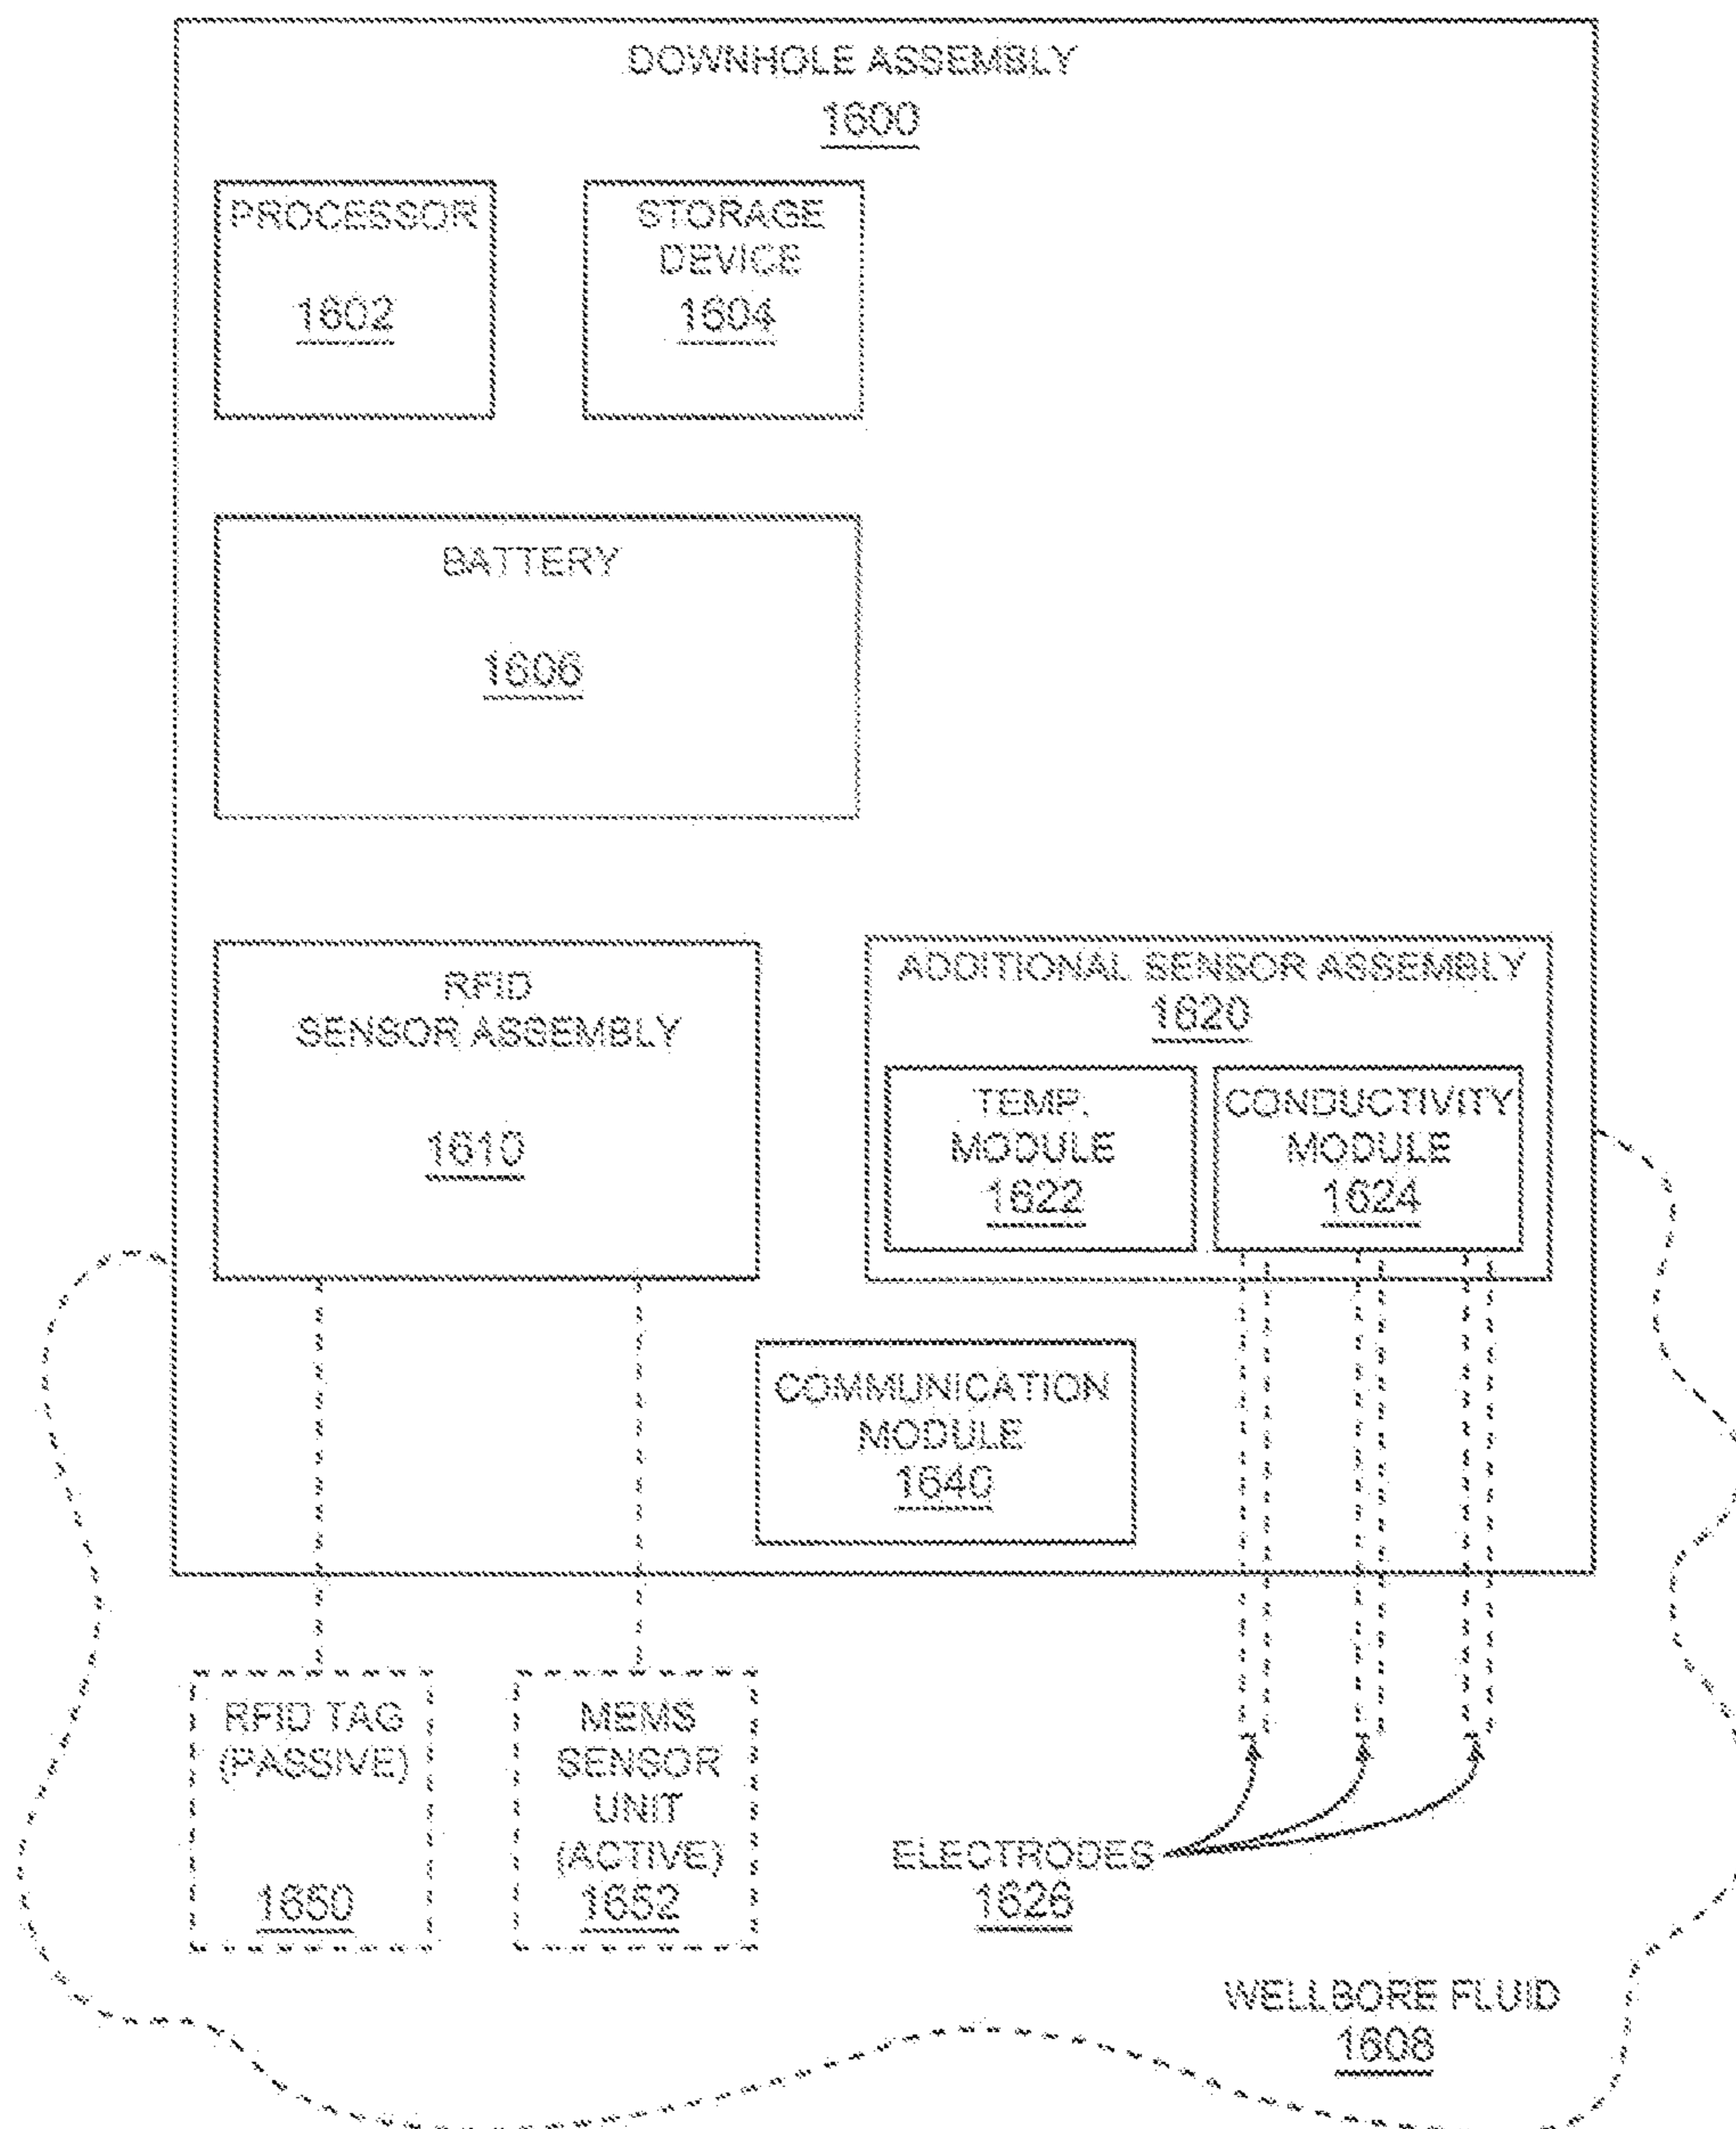 DOWNHOLE ASSEMBLY
1600
PROCESSOR
1602
STORAGE
DEVICE
1604
BATTERY
1606
RFID
SENSOR ASSEMBLY
1610
ADDITIONAL SENSOR ASSEMBLY
1620
TEMP.
MODULE
1622
CONDUCTIVITY
MODULE
1624
COMMUNICATION
MODULE
1640
RFID TAG
(PASSIVE)
1650
MEMS
SENSOR
UNIT
(ACTIVE)
1652
ELECTRODES
1626
WELLBORE FLUID
1608